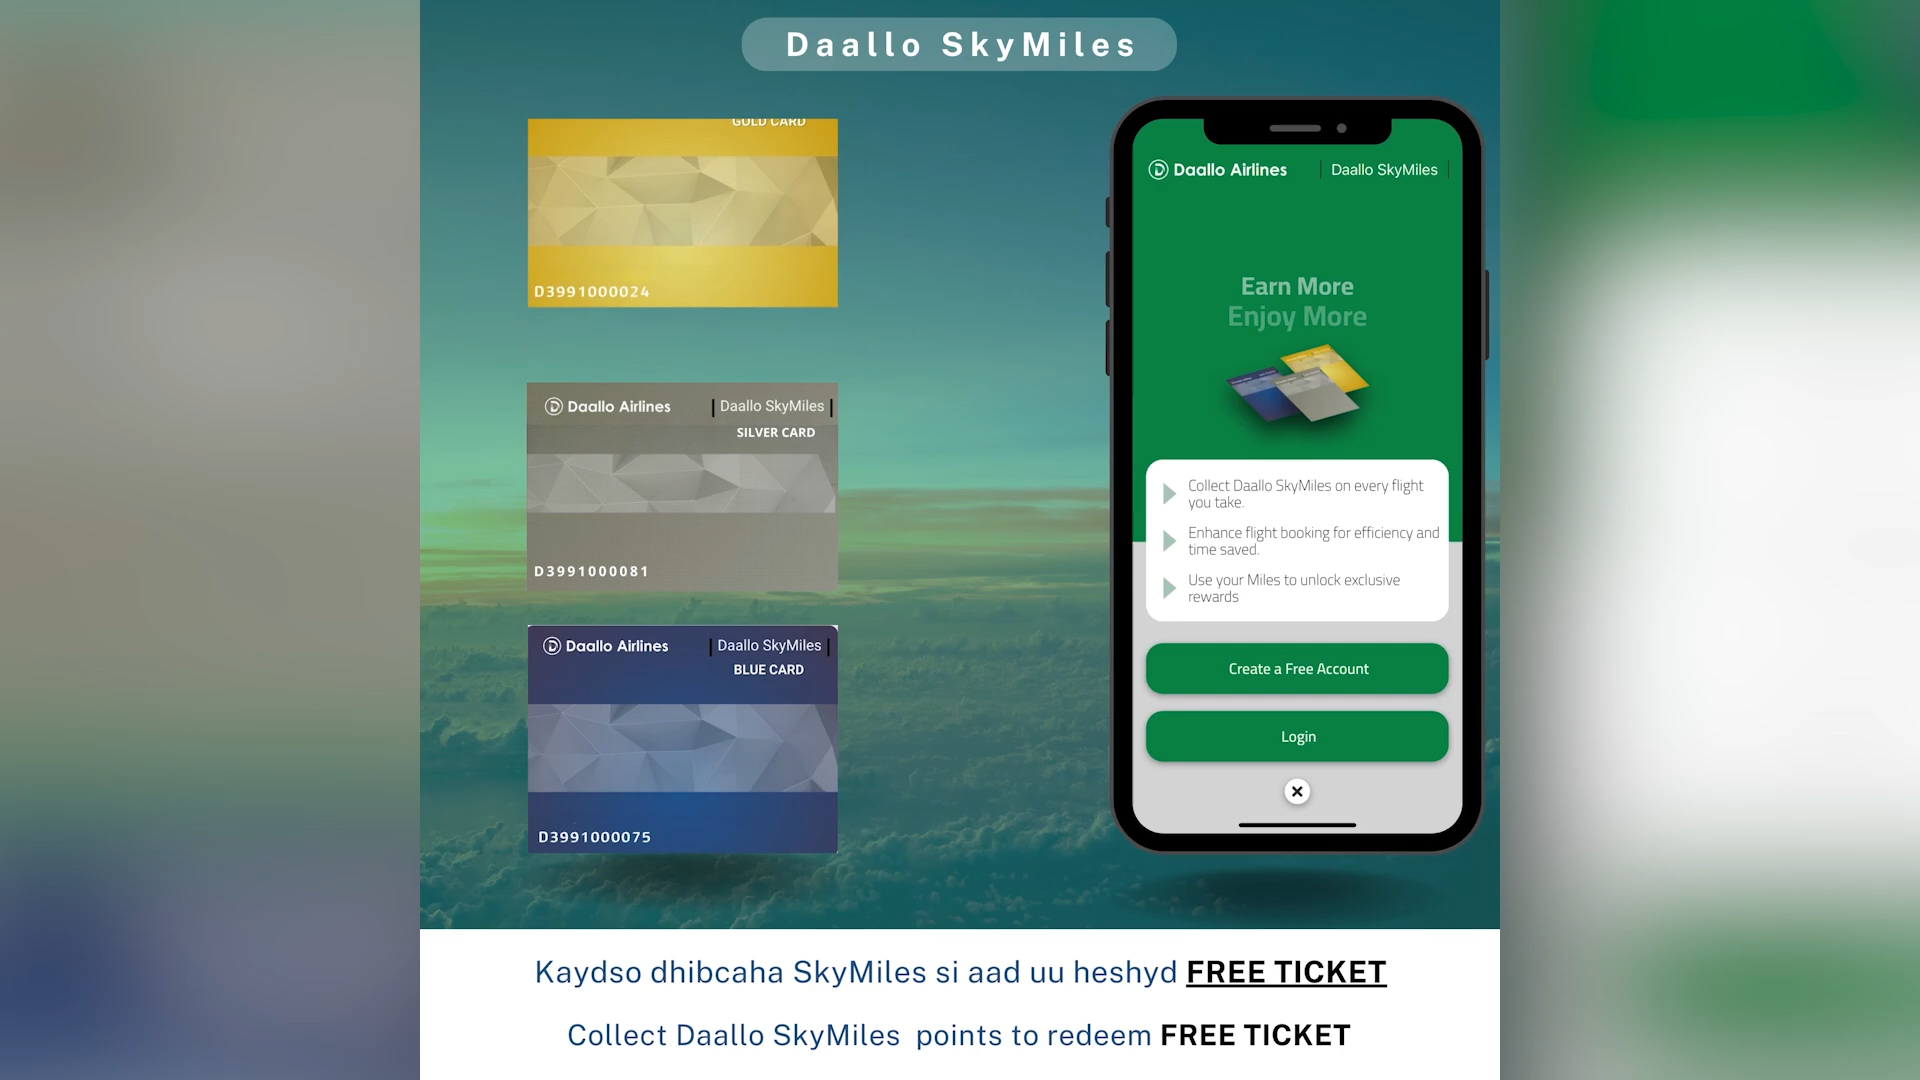 Daallo SkyMiles
GOLD CARD
D3991000024
Daallo Airlines
Daallo SkyMiles
SILVER CARD
D3991000081
Daallo Airlines
Daallo SkyMiles
BLUE CARD
D3991000075
Daallo Airlines
Daallo SkyMiles
Earn More
Enjoy More
Collect Daallo SkyMiles on every flight
you take.
Enhance flight booking for efficiency and
time saved.
Use your Miles to unlock exclusive
rewards
Create a Free Account
Login
Kaydso dhibcaha SkyMiles si aad uu heshyd FREE TICKET
Collect Daallo SkyMiles points to redeem FREE TICKET